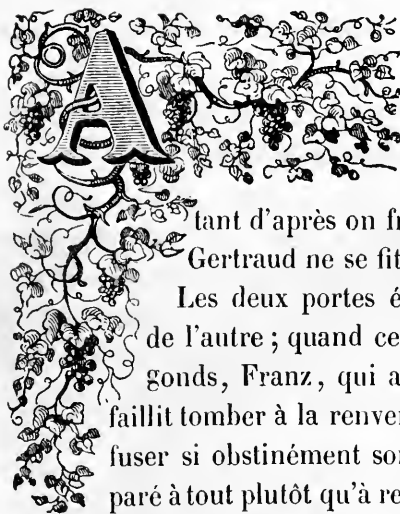 A
tant d'après on fr
Gertraud ne se fit
Les deux portes é
de l'autre ; quand ce
gonds, Franz, qui a
faillit tomber à la renver
fuser si obstinément so
paré à tout plutôt qu'à re